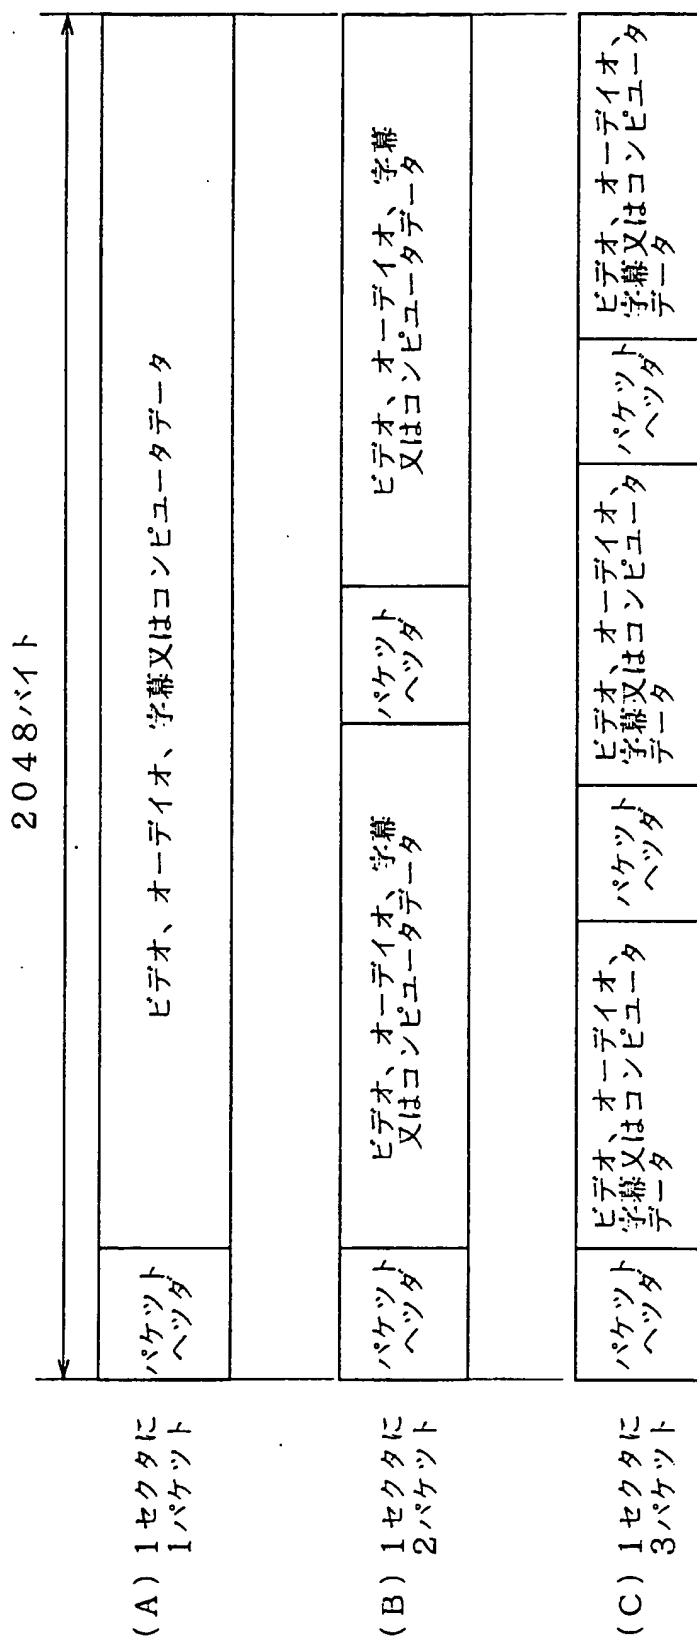 2048バイト
(A) 1セクタに
1パケット
パケット
ヘッダ
ビデオ、オーディオ、字幕又はコンピュータデータ
(B) 1セクタに
2パケット
パケット
ヘッダ
ビデオ、オーディオ、字幕
又はコンピュータデータ
パケット
ヘッダ
ビデオ、オーディオ、字幕
又はコンピュータデータ
(C) 1セクタに
3パケット
パケット
ヘッダ
ビデオ、オーディオ、
字幕又はコンピュータ
データ
パケット
ヘッダ
ビデオ、オーディオ、
字幕又はコンピュータ
データ
パケット
ヘッダ
ビデオ、オーディオ、
字幕又はコンピュータ
データ